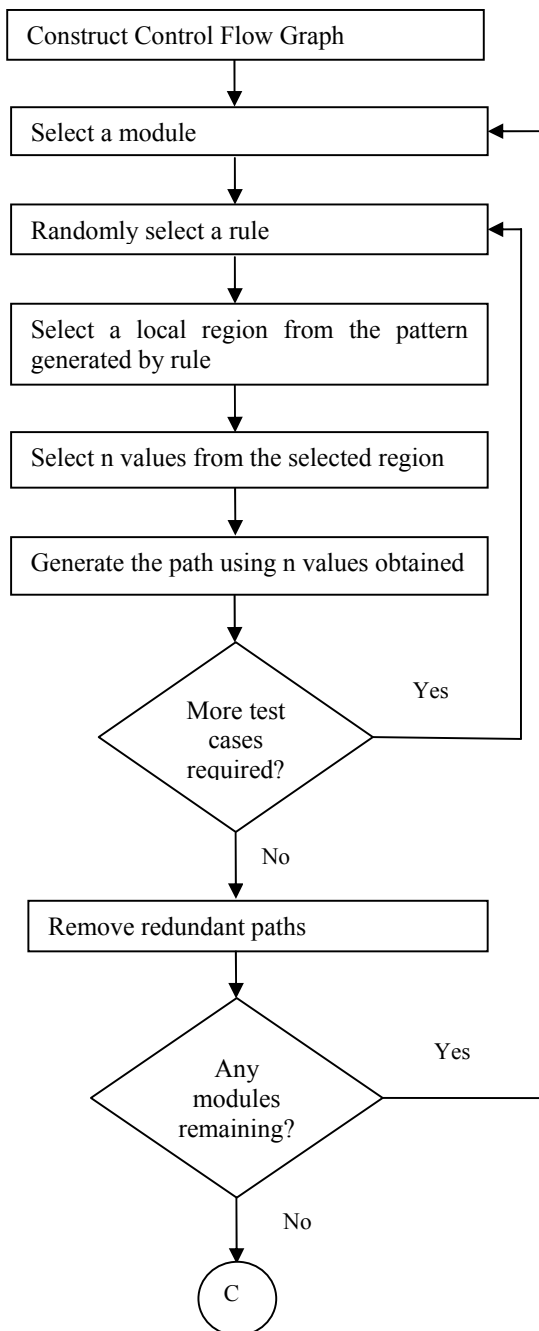 Construct Control Flow Graph
Select a module
Randomly select a rule
Select a local region from the pattern
generated by rule
Select n values from the selected region
Generate the path using n values obtained
Yes
More test
cases
required?
No
Remove redundant paths
Yes
Any
modules
remaining?
No
C